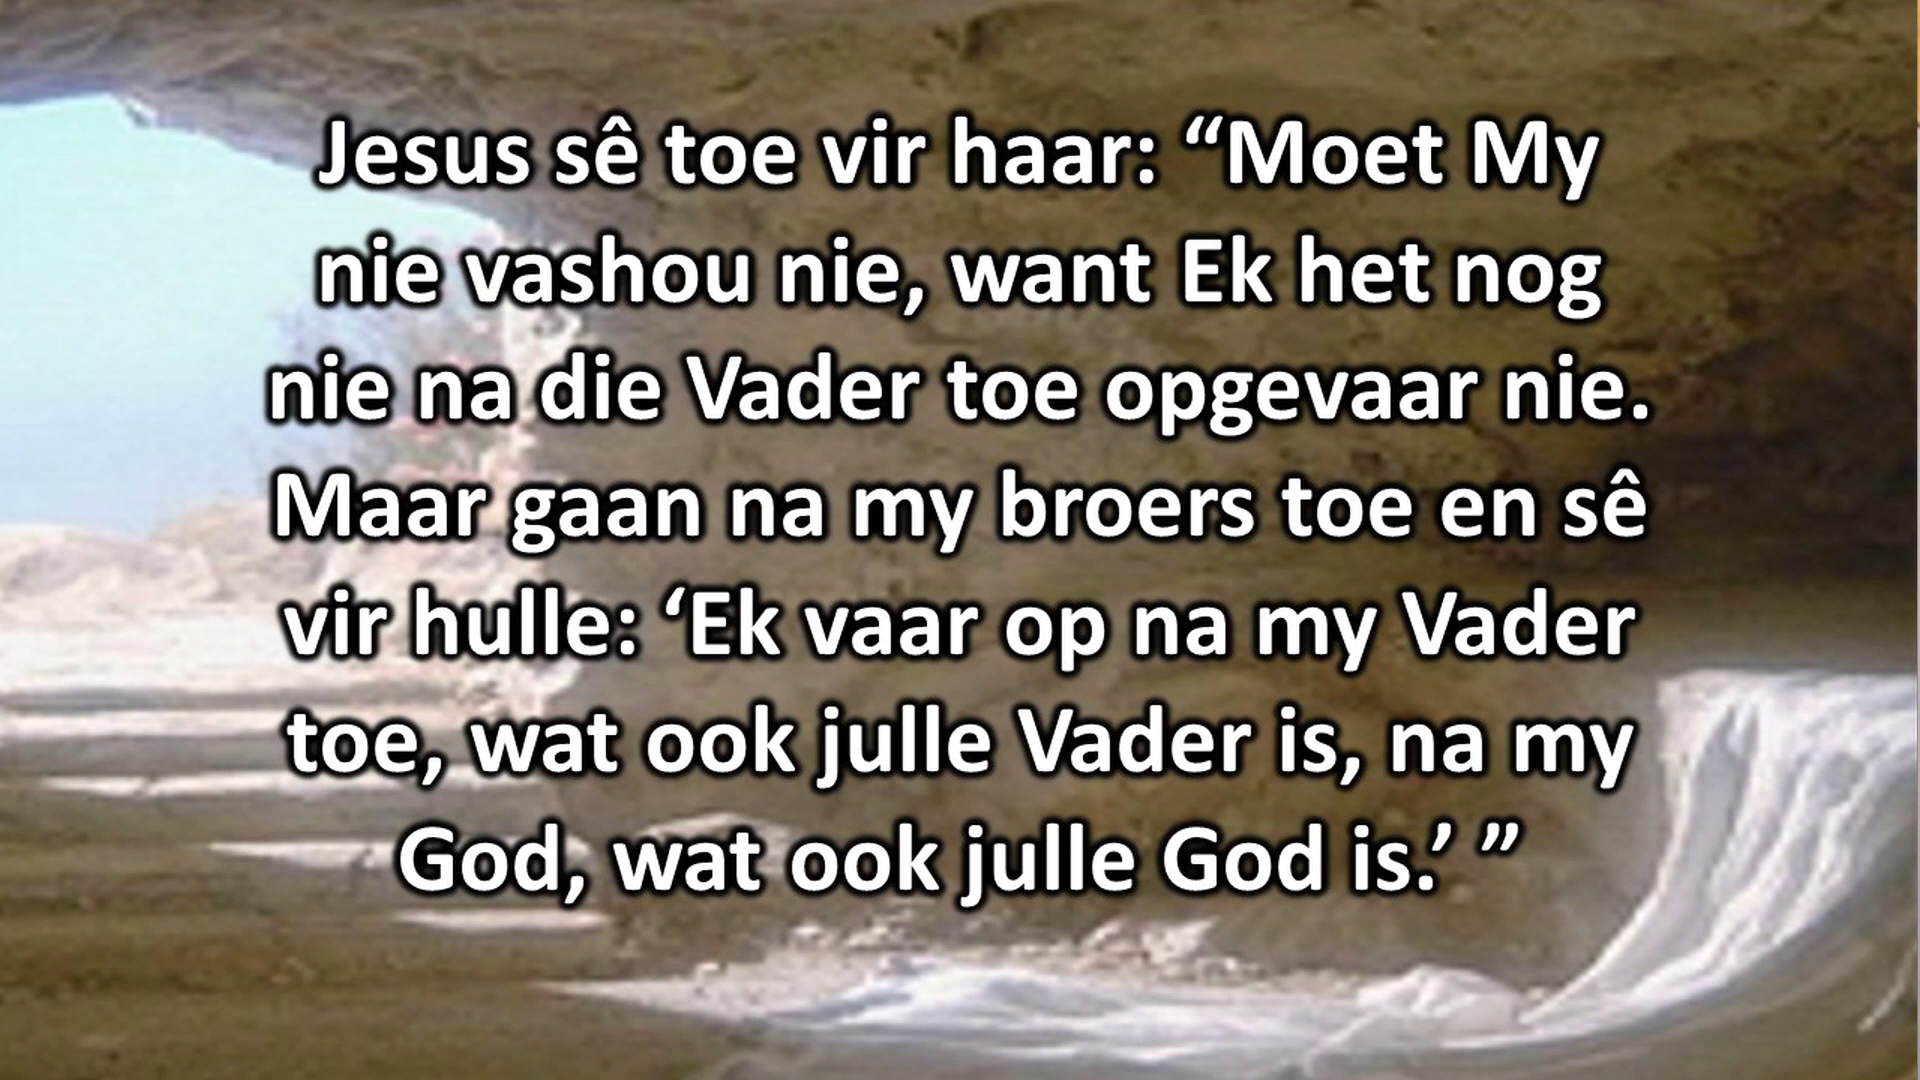 Jesus sê toe vir haar: “Moet My
nie vashou nie, want Ek het nog
nie na die Vader toe opgevaar nie.
Maar gaan na my broers toe en sê
vir hulle: ‘Ek vaar op na my Vader
toe, wat ook julle Vader is, na my
God, wat ook julle God is.’ ”